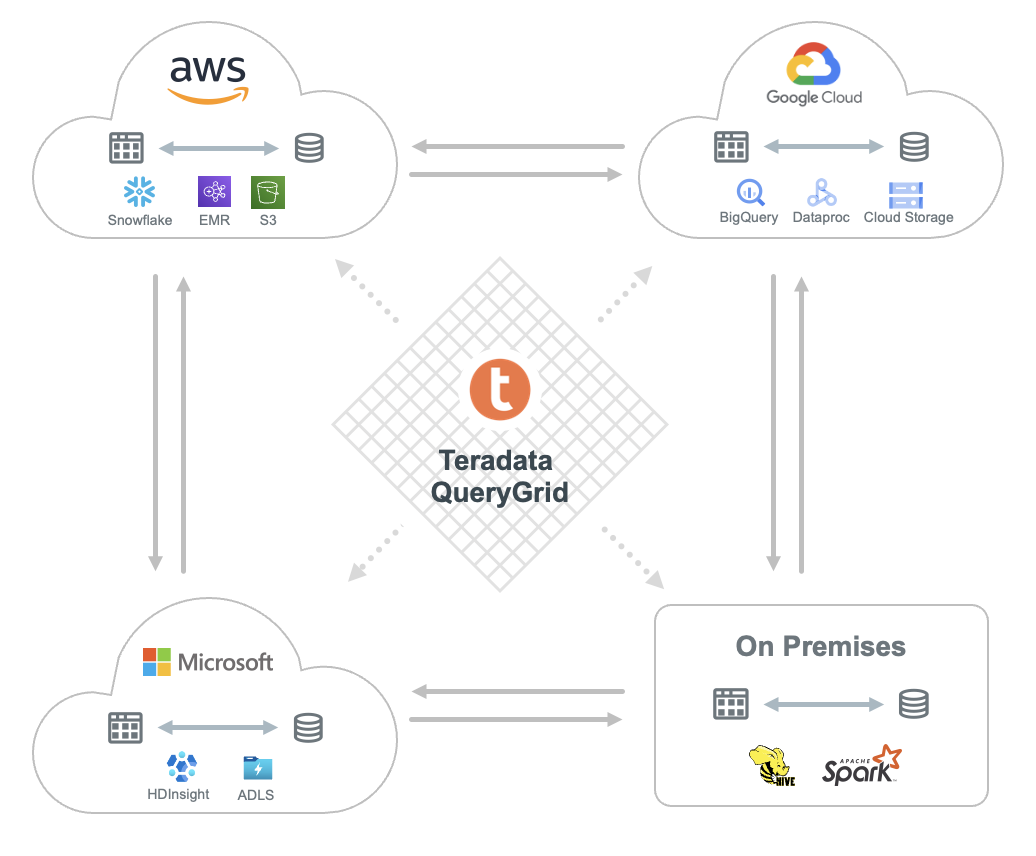 aws
Google Cloud
Snowflake
EMR
S3
BigQuery
Dataproc
Cloud Storage
t
Teradata
QueryGrid
Microsoft
HDInsight
ADLS
On Premises
HIVE
APACHE
Spark